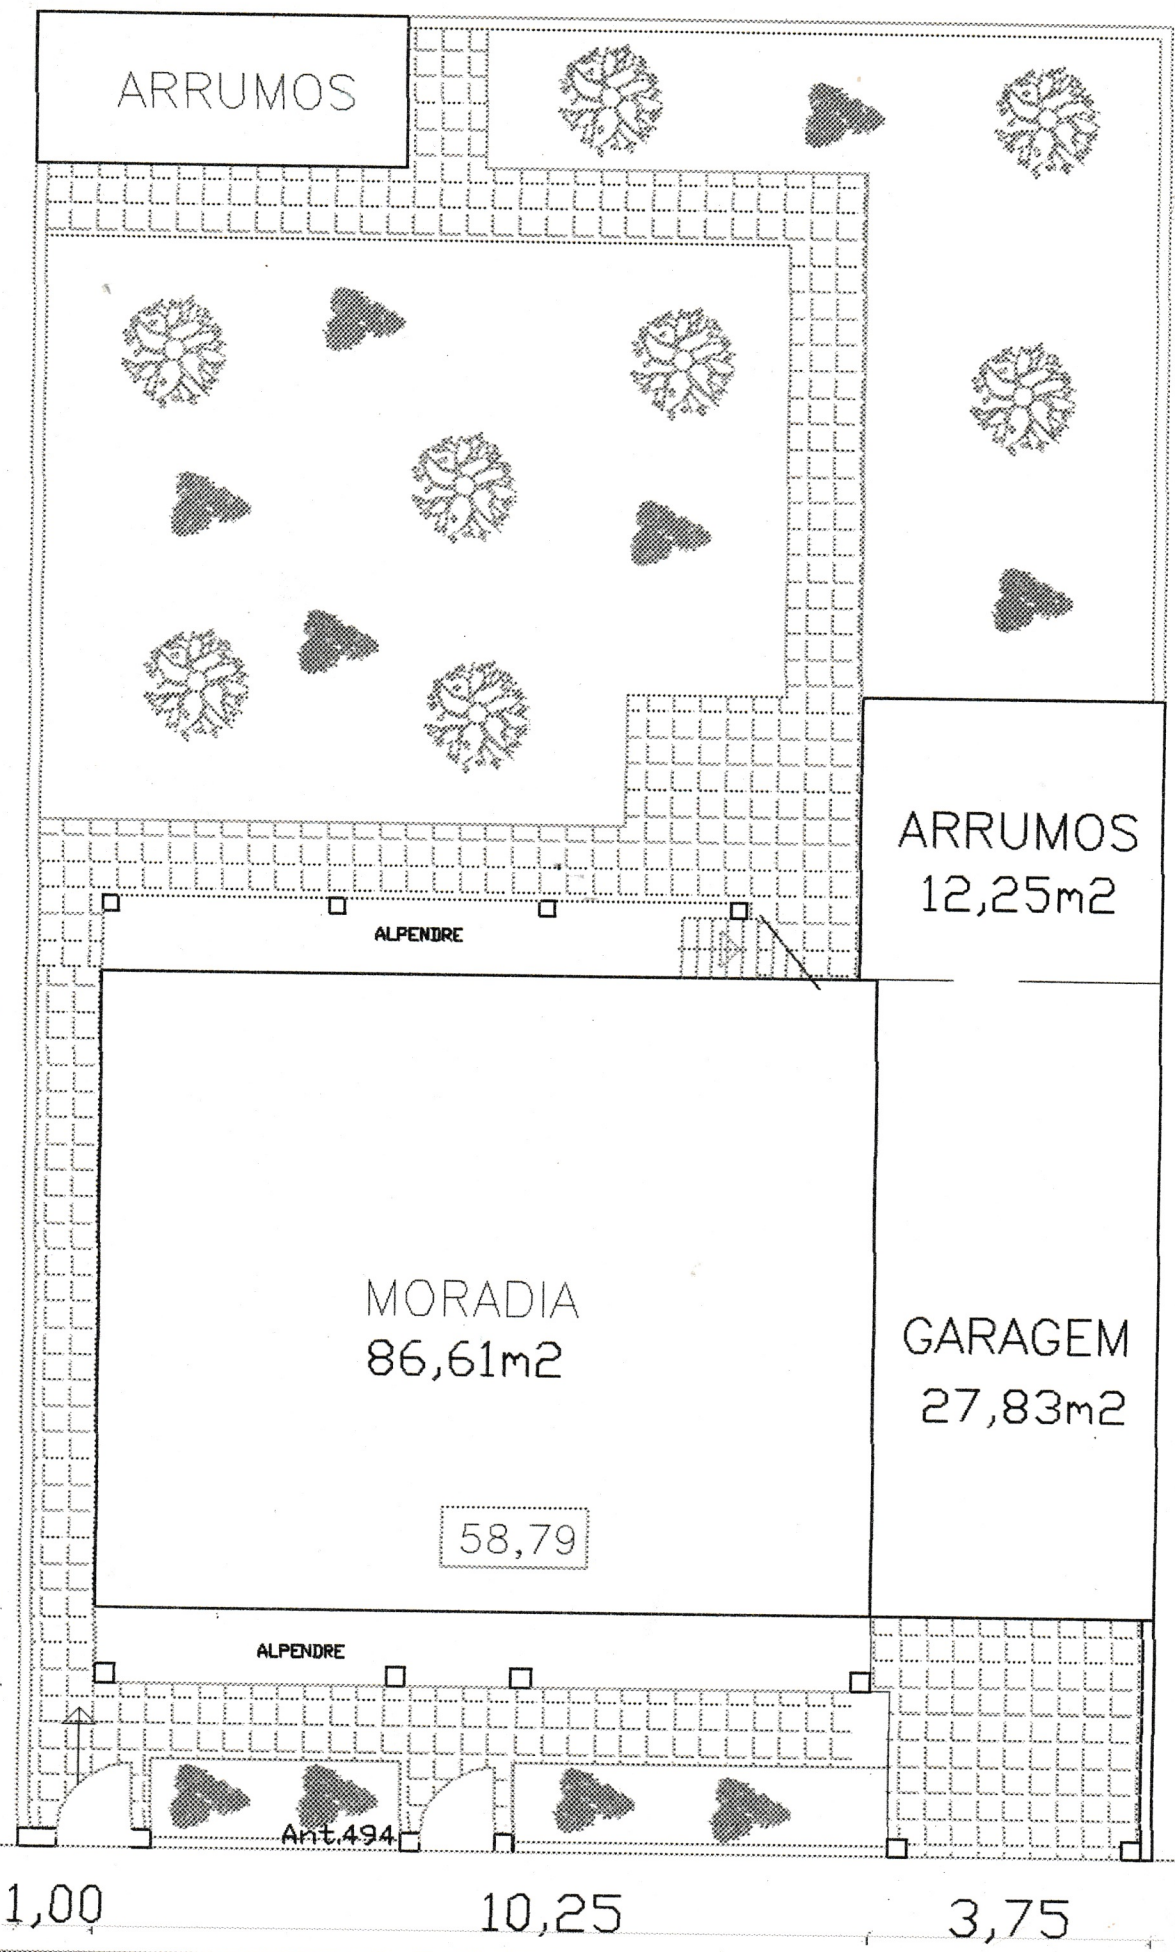 ARRUMOS
ARRUMOS
12,25m2
ALPENDRE
MORADIA
86,61m2
GARAGEM
27,83m2
58,79
ALPENDRE
Ant.494
1,00
10,25
3,75